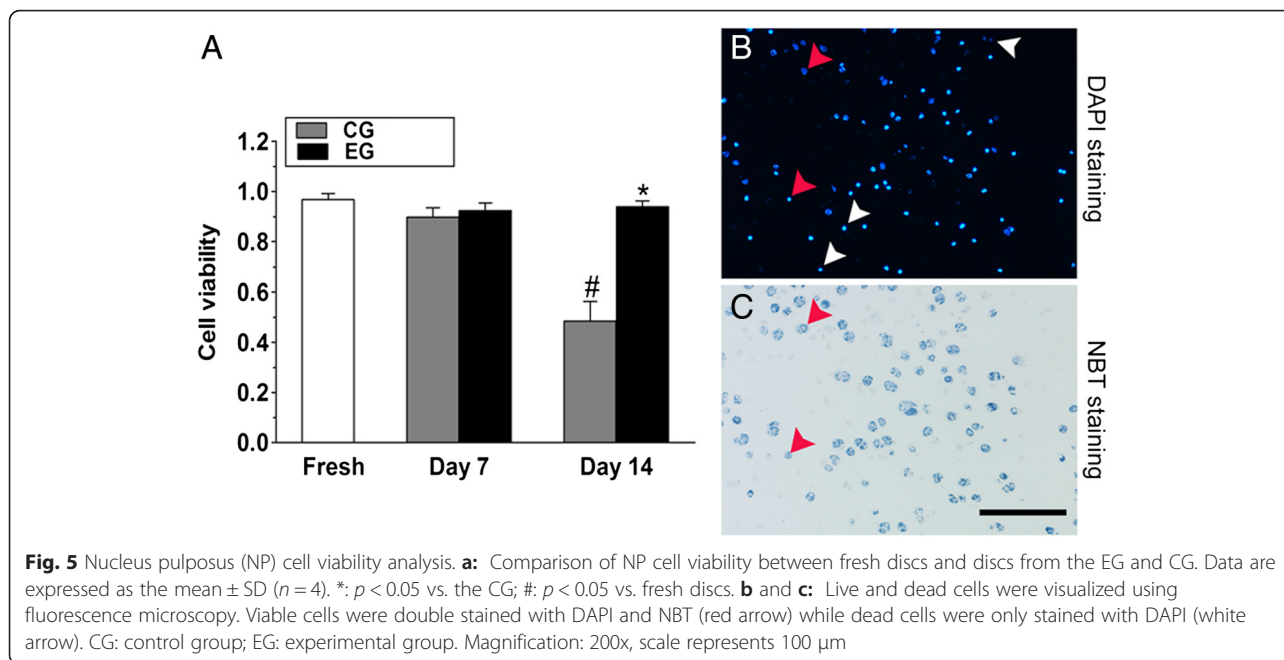 A
CG
EG
1.2
1.0
0.8
0.6
0.4
0.2
0.0
Cell viability
#
*
Fresh
Day 7
Day 14
B
DAPI staining
C
NBT staining
Fig. 5 Nucleus pulposus (NP) cell viability analysis. a: Comparison of NP cell viability between fresh discs and discs from the EG and CG. Data are
expressed as the mean ± SD (n = 4). *: p < 0.05 vs. the CG; #: p < 0.05 vs. fresh discs. b and c: Live and dead cells were visualized using
fluorescence microscopy. Viable cells were double stained with DAPI and NBT (red arrow) while dead cells were only stained with DAPI (white
arrow). CG: control group; EG: experimental group. Magnification: 200x, scale represents 100 μm